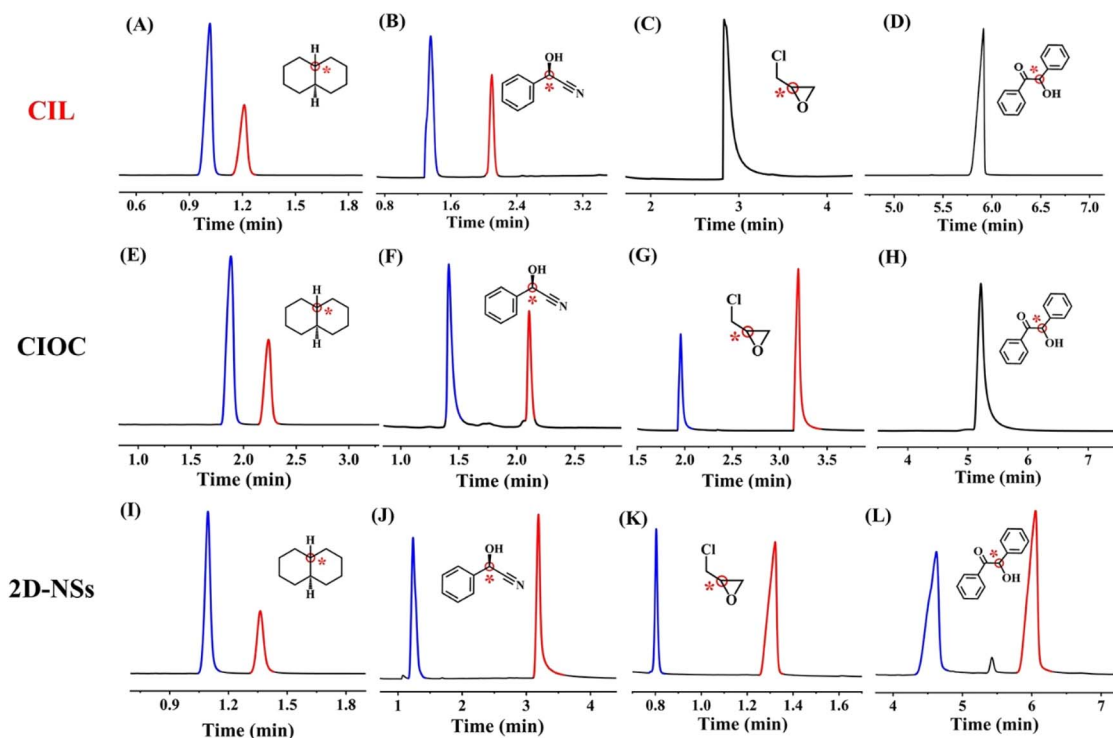 (A)
H
*
H
0.6 0.9 1.2 1.5 1.8
Time (min)
(B)
OH
*
N
0.8 1.6 2.4 3.2
Time (min)
(C)
Cl
*
O
2 3 4
Time (min)
(D)
O
*
OH
5.0 5.5 6.0 6.5 7.0
Time (min)
CIL
(E)
H
*
H
1.0 1.5 2.0 2.5 3.0
Time (min)
(F)
OH
*
N
1.0 1.5 2.0 2.5
Time (min)
(G)
Cl
*
O
1.5 2.0 2.5 3.0 3.5
Time (min)
(H)
O
*
OH
4 5 6 7
Time (min)
CIOC
(I)
H
*
H
0.9 1.2 1.5 1.8
Time (min)
(J)
OH
*
N
1 2 3 4
Time (min)
(K)
Cl
*
O
0.8 1.0 1.2 1.4 1.6
Time (min)
(L)
O
*
OH
4 5 6 7
Time (min)
2D-NSs